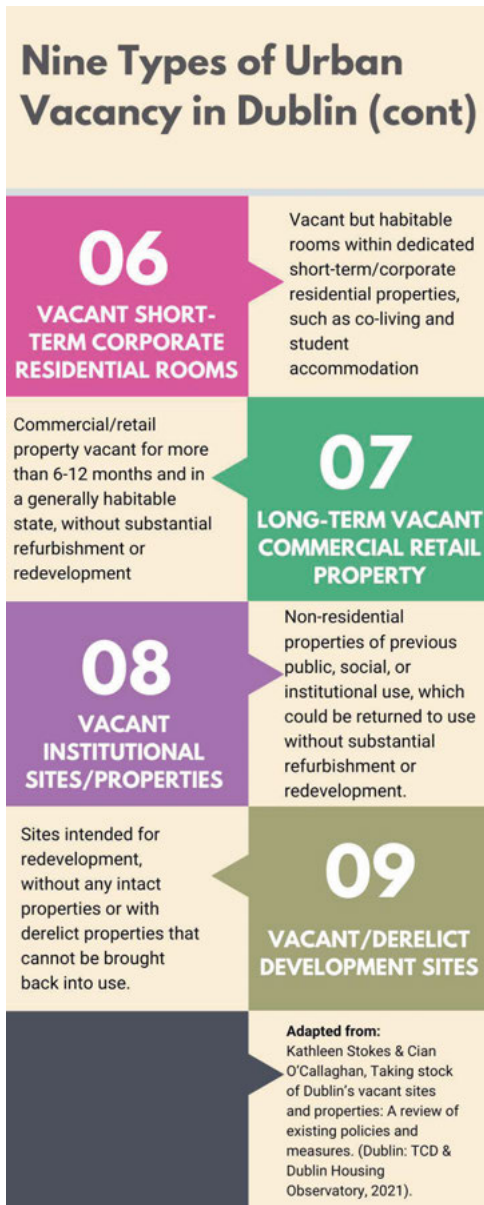 Nine Types of Urban
Vacancy in Dublin (cont)
06
VACANT SHORT-
TERM CORPORATE
RESIDENTIAL ROOMS
Vacant but habitable
rooms within dedicated
short-term/corporate
residential properties,
such as co-living and
student
accommodation
Commercial/retail
property vacant for more
than 6-12 months and in
a generally habitable
state, without substantial
refurbishment or
redevelopment
07
LONG-TERM VACANT
COMMERCIAL RETAIL
PROPERTY
08
VACANT
INSTITUTIONAL
SITES/PROPERTIES
Non-residential
properties of previous
public, social, or
institutional use, which
could be returned to use
without substantial
refurbishment or
redevelopment.
Sites intended for
redevelopment,
without any intact
properties or with
derelict properties that
cannot be brought
back into use.
09
VACANT/DERELICT
DEVELOPMENT SITES
Adapted from:
Kathleen Stokes & Cian
O'Callaghan, Taking stock
of Dublin's vacant sites
and properties: A review of
existing policies and
measures. (Dublin: TCD &
Dublin Housing
Observatory, 2021).